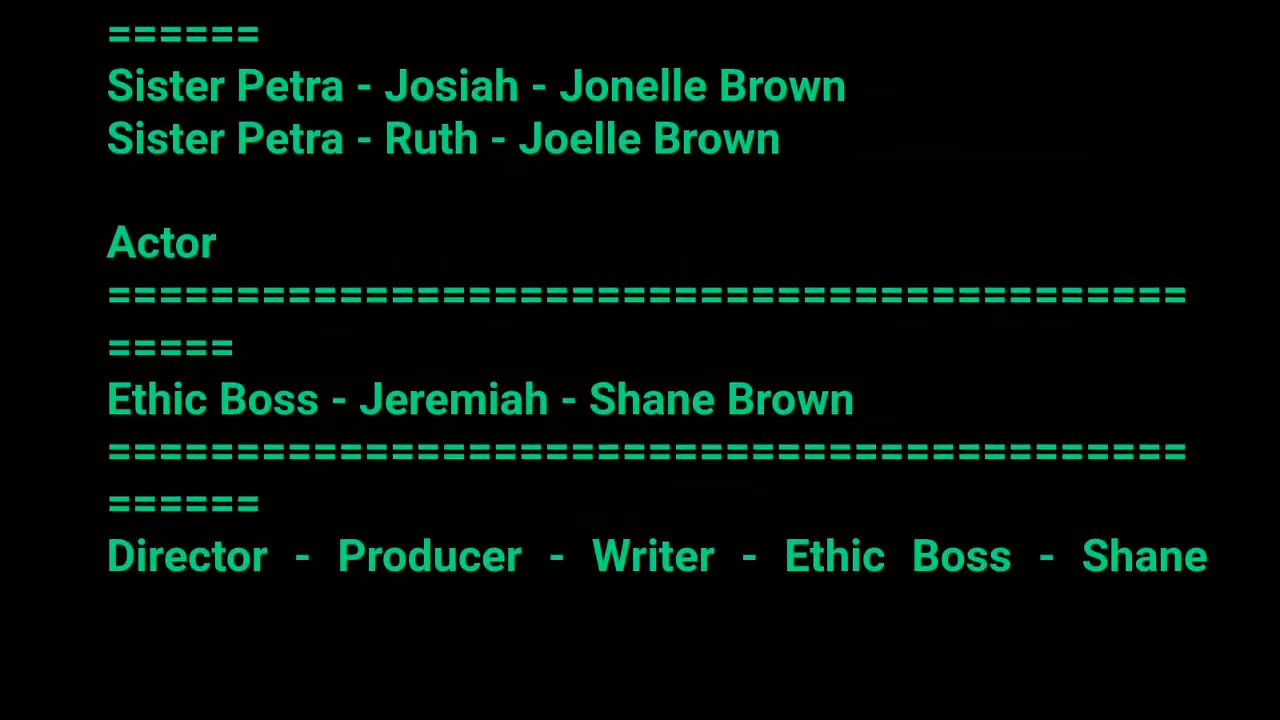 ======
Sister Petra - Josiah - Jonelle Brown
Sister Petra - Ruth - Joelle Brown
Actor
==========================================
=====
Ethic Boss - Jeremiah - Shane Brown
==========================================
======
Director - Producer - Writer - Ethic Boss - Shane